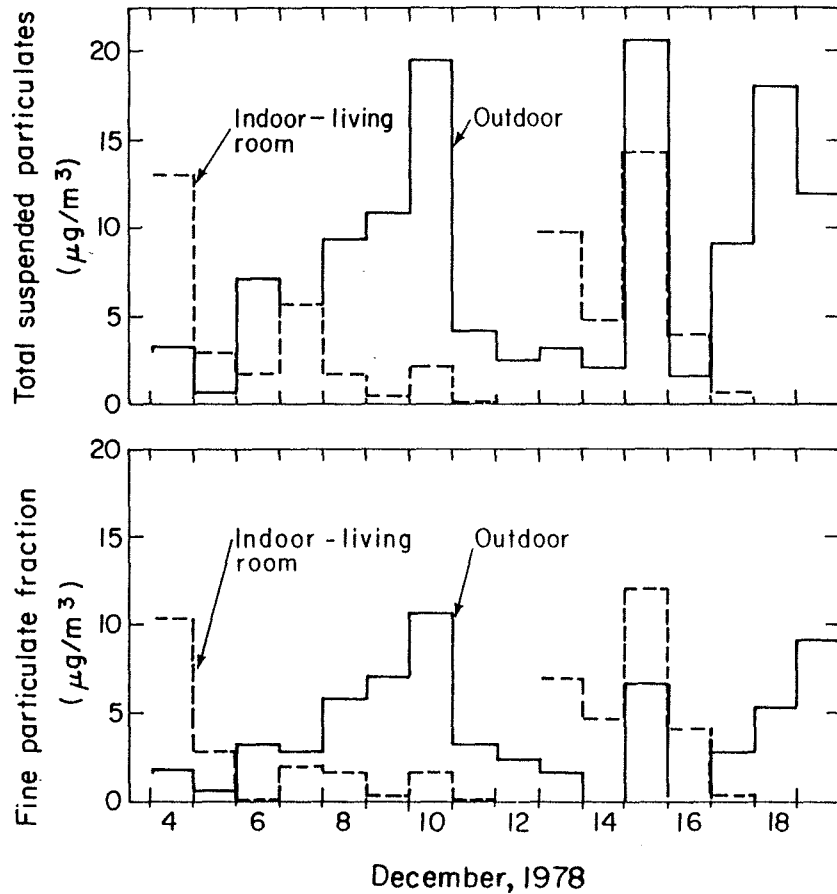 Total suspended particulates
(μg/m³)
20
15
10
5
0
Indoor-living
room
Outdoor
Fine particulate fraction
(μg/m³)
20
15
10
5
0
Indoor-living
room
Outdoor
4 6 8 10 12 14 16 18
December, 1978